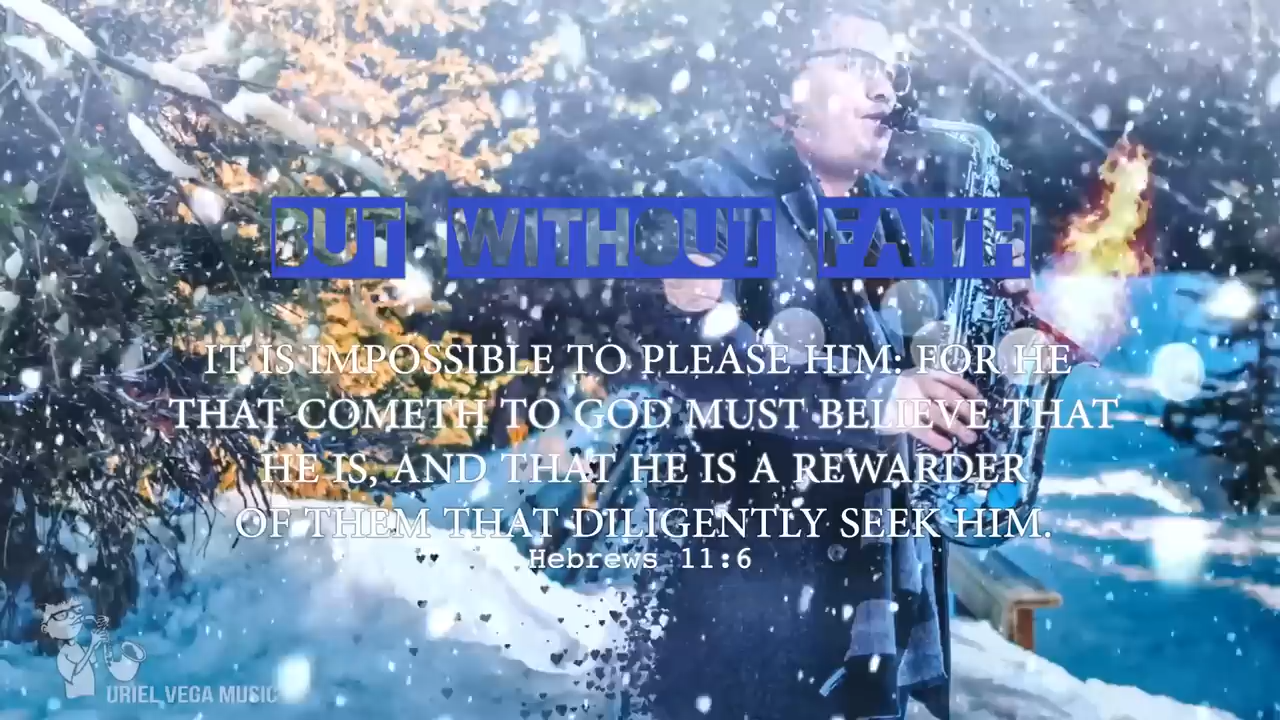 BUT WITHOUT FAITH
IT IS IMPOSSIBLE TO PLEASE HIM: FOR HE
THAT COMETH TO GOD MUST BELIEVE THAT
HE IS, AND THAT HE IS A REWARDER
OF THEM THAT DILIGENTLY SEEK HIM.
Hebrews 11:6
URIEL VEGA MUSIC